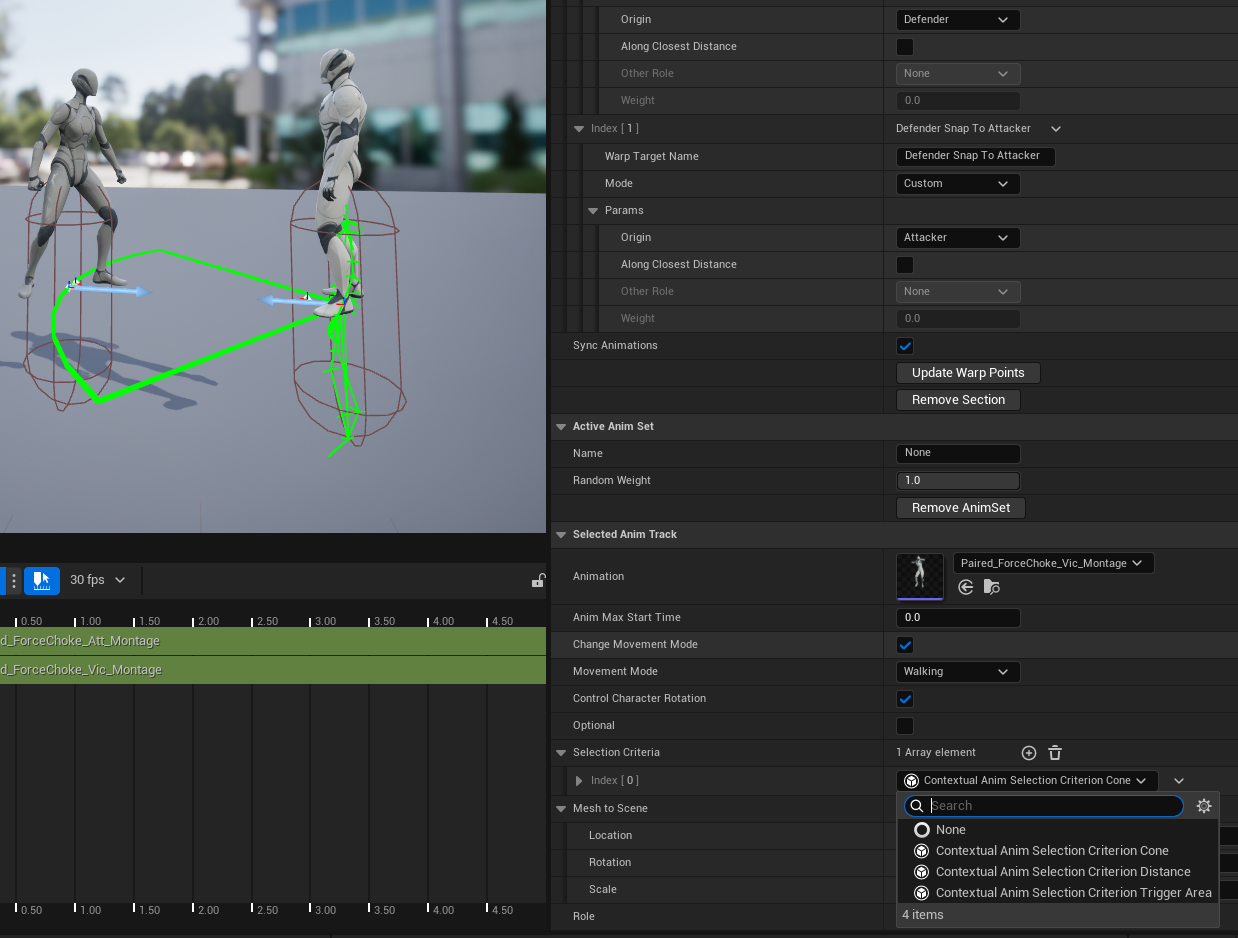 Origin Defender
Along Closest Distance
Other Role None
Weight 0.0
Index [ 1 ] Defender Snap To Attacker
Warp Target Name Defender Snap To Attacker
Mode Custom
Params
Origin Attacker
Along Closest Distance
Other Role None
Weight 0.0
Sync Animations
Update Warp Points
Remove Section
Active Anim Set
Name None
Random Weight 1.0
Remove AnimSet
Selected Anim Track
Animation Paired_ForceChoke_Vic_Montage
Anim Max Start Time 0.0
Change Movement Mode
Movement Mode Walking
Control Character Rotation
Optional
Selection Criteria 1 Array element
Index [ 0 ] Contextual Anim Selection Criterion Cone
Mesh to Scene
Location
Rotation
Scale
Role
Search
None
Contextual Anim Selection Criterion Cone
Contextual Anim Selection Criterion Distance
Contextual Anim Selection Criterion Trigger Area
4 items
30 fps
0.50 1.00 1.50 2.00 2.50 3.00 3.50 4.00 4.50
d_ForceChoke_Att_Montage
d_ForceChoke_Vic_Montage
0.50 1.00 1.50 2.00 2.50 3.00 3.50 4.00 4.50